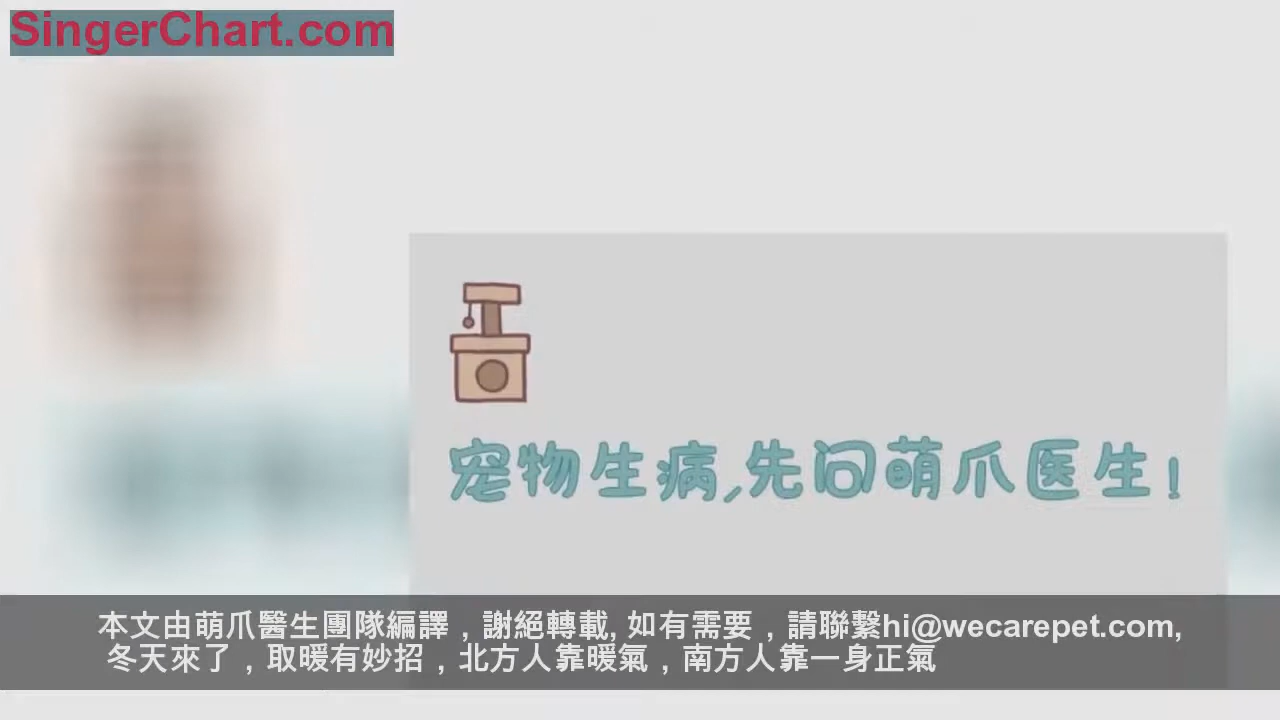 SingerChart.com
宠物生病,先问萌爪医生!
本文由萌爪醫生團隊編譯，謝絕轉載, 如有需要，請聯繫hi@wecarepet.com,
冬天來了，取暖有妙招，北方人靠暖氣，南方人靠一身正氣